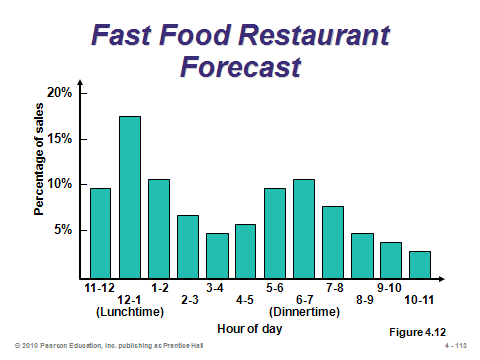 Fast Food Restaurant
Forecast
Percentage of sales
20%
15%
10%
5%
11-12 1-2 3-4 5-6 7-8 9-10
12-1 2-3 4-5 6-7 8-9 10-11
(Lunchtime) (Dinnertime)
Hour of day
Figure 4.12
© 2010 Pearson Education, Inc. publishing as Prentice Hall
4 - 113